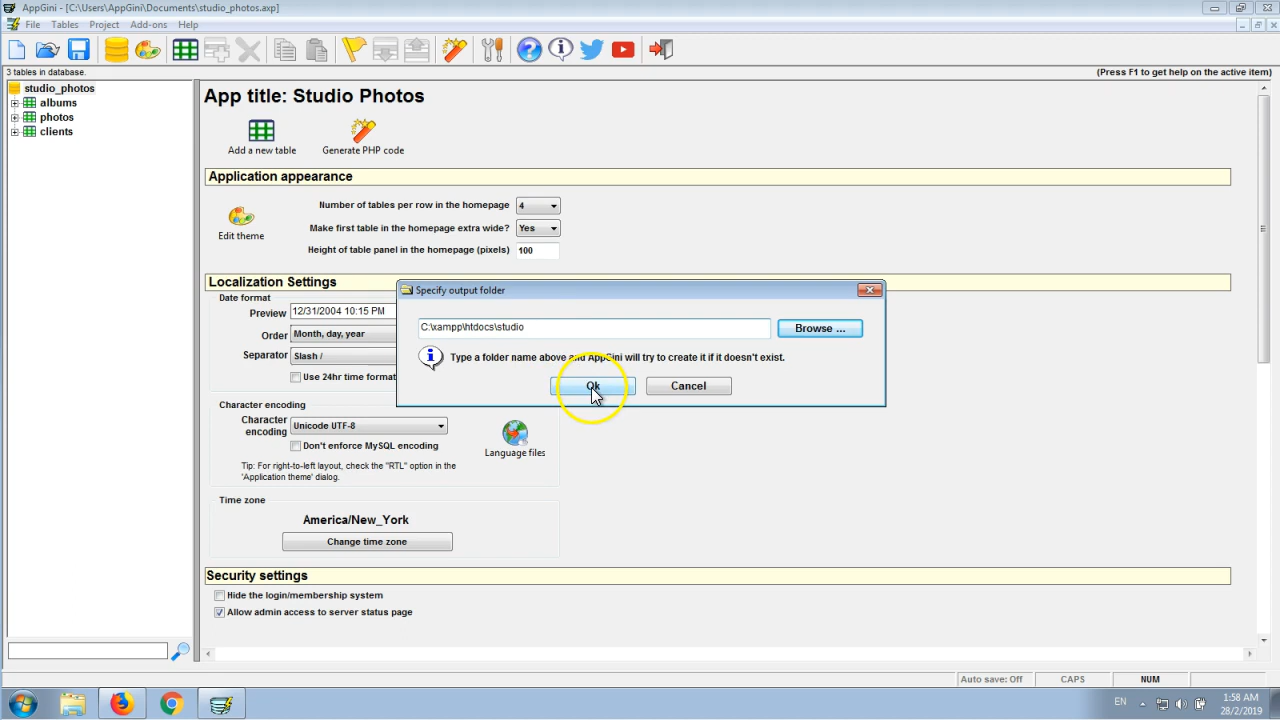 AppGini - [C:\Users\AppGini\Documents\studio_photos.axp]
File Tables Project Add-ons Help
3 tables in database.
(Press F1 to get help on the active item)
studio_photos
albums
photos
clients
App title: Studio Photos
Add a new table
Generate PHP code
Application appearance
Edit theme
Number of tables per row in the homepage 4
Make first table in the homepage extra wide? Yes
Height of table panel in the homepage (pixels) 100
Localization Settings
Date format
Preview 12/31/2004 10:15 PM
Order Month, day, year
Separator Slash /
Use 24hr time format
Specify output folder
C:\xampp\htdocs\studio
Browse ...
Type a folder name above and AppGini will try to create it if it doesn't exist.
Ok
Cancel
Character encoding
Character encoding Unicode UTF-8
Don't enforce MySQL encoding
Tip: For right-to-left layout, check the "RTL" option in the
'Application theme' dialog.
Language files
Time zone
America/New_York
Change time zone
Security settings
Hide the login/membership system
Allow admin access to server status page
Auto save: Off CAPS NUM
EN
1:58 AM
28/2/2019